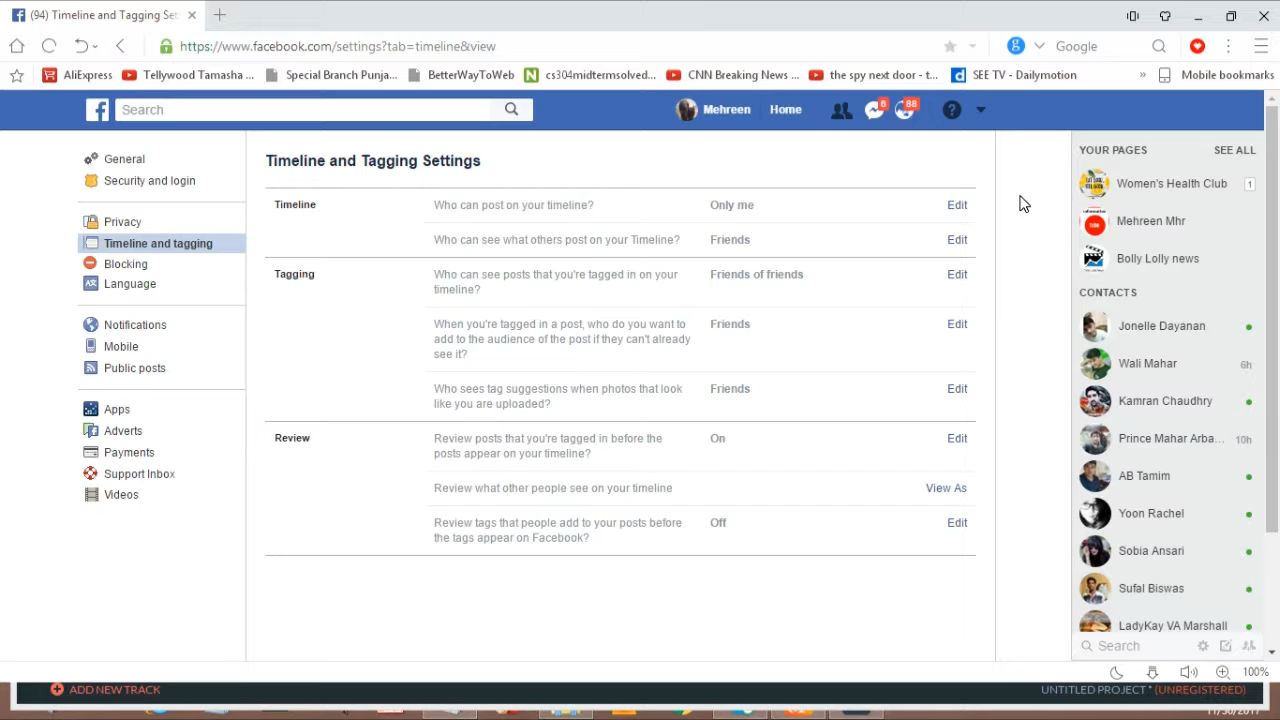 (94) Timeline and Tagging Set
https://www.facebook.com/settings?tab=timeline&view
Google
AliExpress
Tellywood Tamasha ...
Special Branch Punja...
BetterWayToWeb
cs304midtermsolved...
CNN Breaking News ...
the spy next door - t...
SEE TV - Dailymotion
»
Mobile bookmarks
Search
Mehreen
Home
6
88
General
Security and login
Privacy
Timeline and tagging
Blocking
Language
Notifications
Mobile
Public posts
Apps
Adverts
Payments
Support Inbox
Videos
Timeline and Tagging Settings
Timeline
Who can post on your timeline?
Only me
Edit
Who can see what others post on your Timeline?
Friends
Edit
Tagging
Who can see posts that you're tagged in on your
timeline?
Friends of friends
Edit
When you're tagged in a post, who do you want to
add to the audience of the post if they can't already
see it?
Friends
Edit
Who sees tag suggestions when photos that look
like you are uploaded?
Friends
Edit
Review
Review posts that you're tagged in before the
posts appear on your timeline?
On
Edit
Review what other people see on your timeline
View As
Review tags that people add to your posts before
the tags appear on Facebook?
Off
Edit
YOUR PAGES
SEE ALL
Women's Health Club
1
Mehreen Mhr
Bolly Lolly news
CONTACTS
Jonelle Dayanan
Wali Mahar
6h
Kamran Chaudhry
Prince Mahar Arba...
10h
AB Tamim
Yoon Rachel
Sobia Ansari
Sufal Biswas
LadyKay VA Marshall
Search
100%
ADD NEW TRACK
UNTITLED PROJECT * (UNREGISTERED)